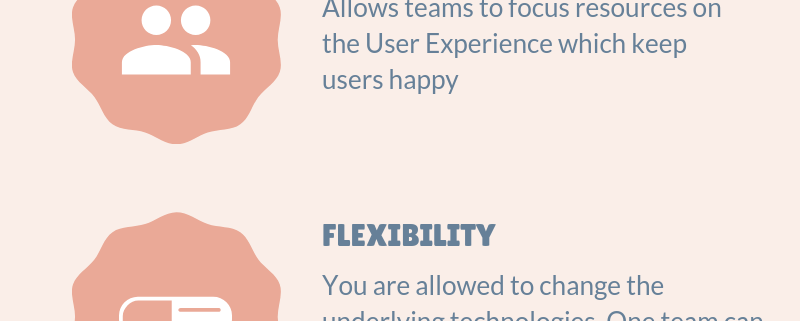 Allows teams to focus resources on
the User Experience which keep
users happy
FLEXIBILITY
You are allowed to change the
underlying technologies. One team can